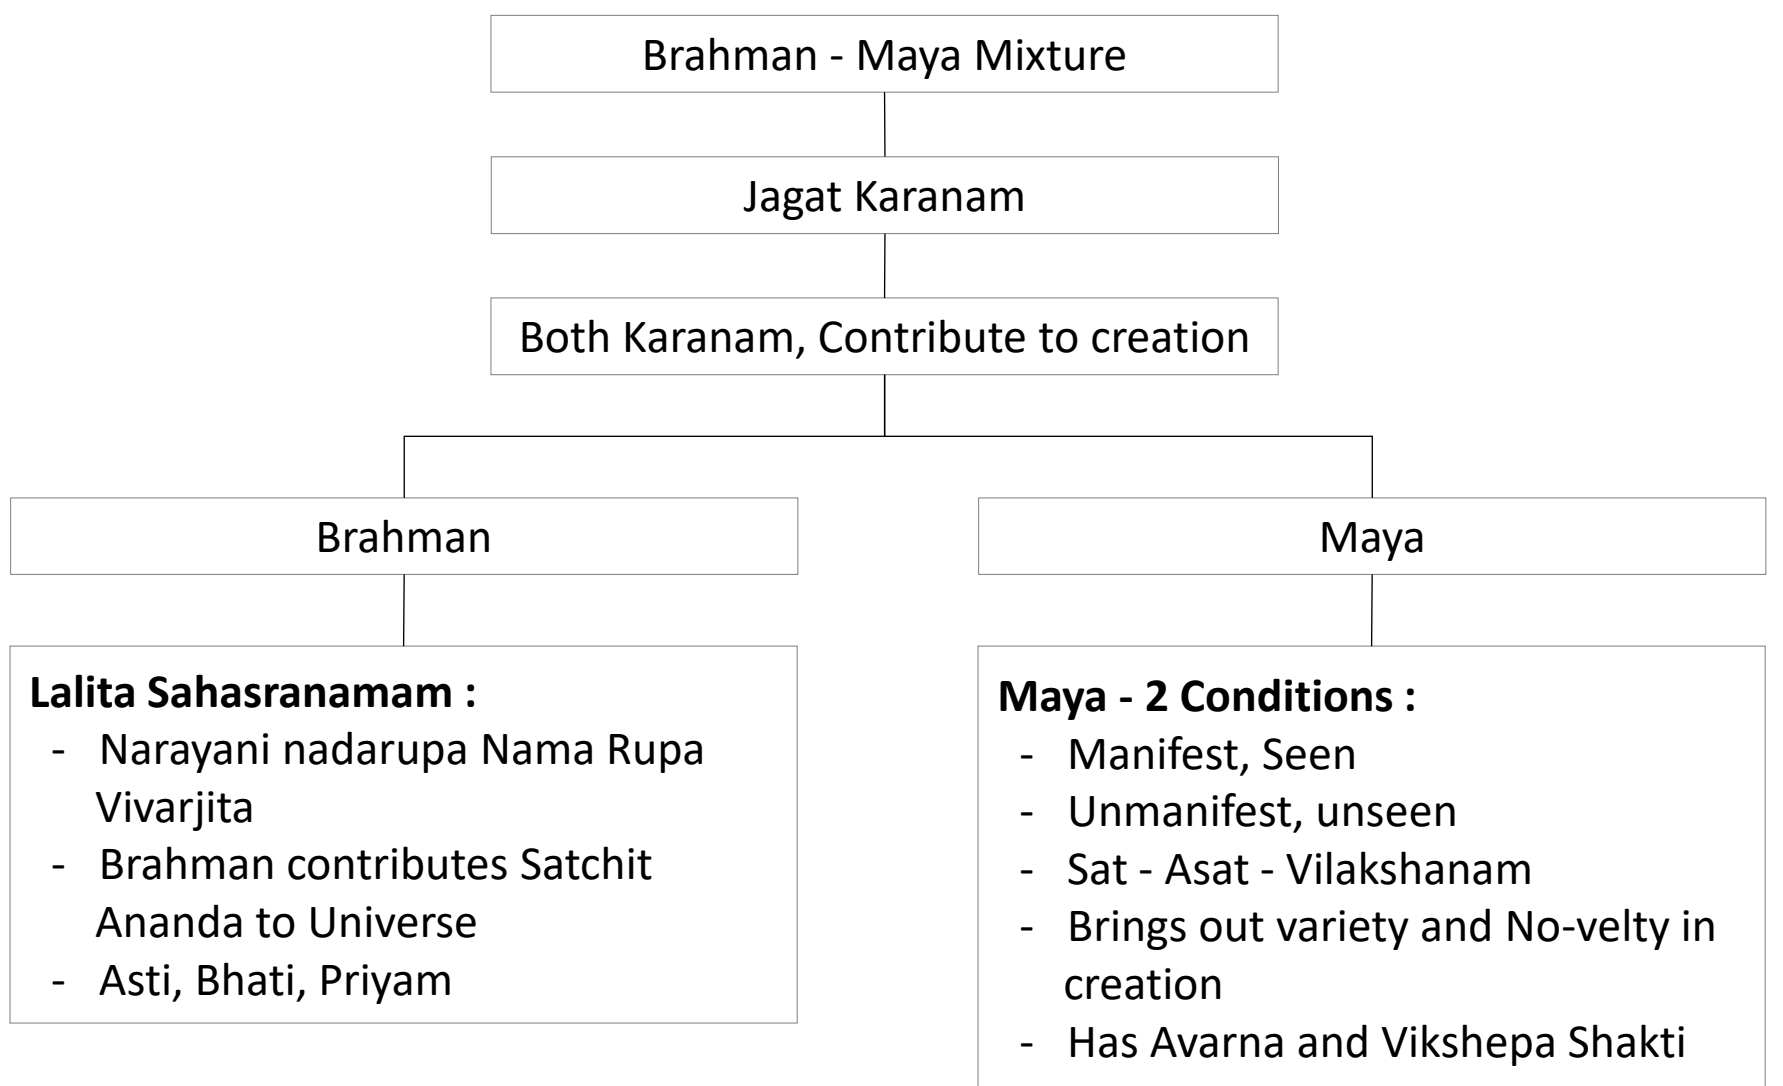 Brahman - Maya Mixture
Jagat Karanam
Both Karanam, Contribute to creation
Brahman
Maya
Lalita Sahasranamam :
- Narayani nadarupa Nama Rupa
Vivarjita
- Brahman contributes Satchit
Ananda to Universe
- Asti, Bhati, Priyam
Maya - 2 Conditions :
- Manifest, Seen
- Unmanifest, unseen
- Sat - Asat - Vilakshanam
- Brings out variety and No-velty in
creation
- Has Avarna and Vikshepa Shakti